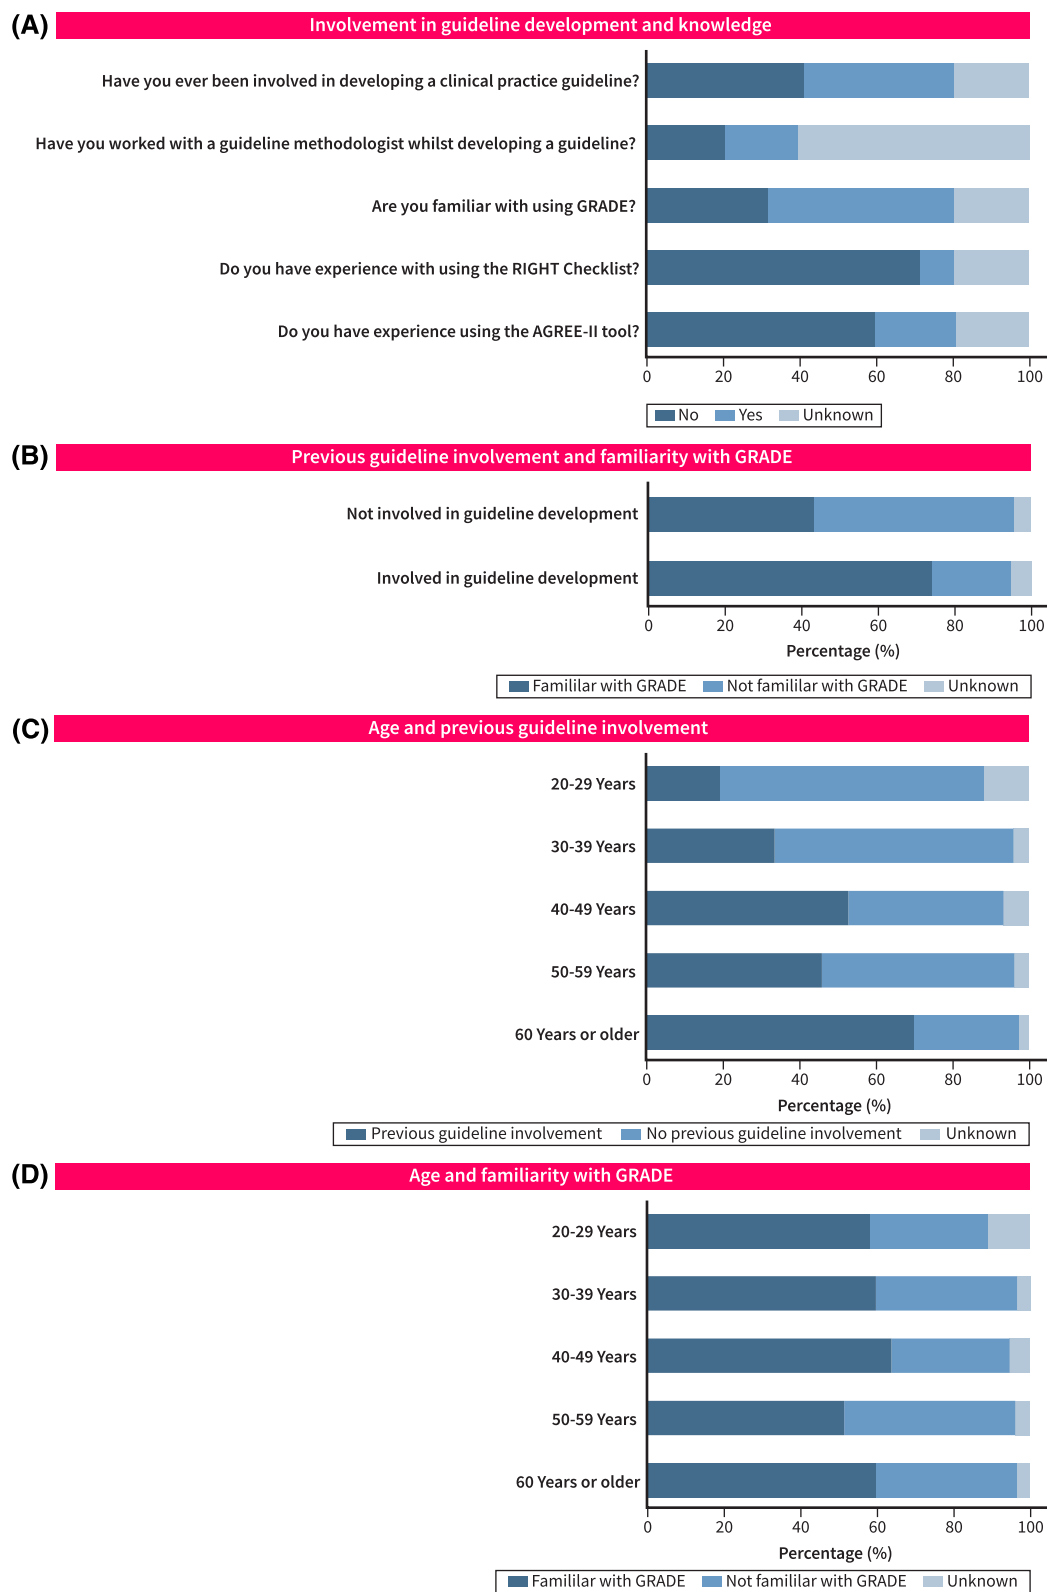 (A) Involvement in guideline development and knowledge
Have you ever been involved in developing a clinical practice guideline?
Have you worked with a guideline methodologist whilst developing a guideline?
Are you familiar with using GRADE?
Do you have experience with using the RIGHT Checklist?
Do you have experience using the AGREE-II tool?
0 20 40 60 80 100
No Yes Unknown
(B) Previous guideline involvement and familiarity with GRADE
Not involved in guideline development
Involved in guideline development
0 20 40 60 80 100
Percentage (%)
Famililar with GRADE Not famililar with GRADE Unknown
(C) Age and previous guideline involvement
20-29 Years
30-39 Years
40-49 Years
50-59 Years
60 Years or older
0 20 40 60 80 100
Percentage (%)
Previous guideline involvement No previous guideline involvement Unknown
(D) Age and familiarity with GRADE
20-29 Years
30-39 Years
40-49 Years
50-59 Years
60 Years or older
0 20 40 60 80 100
Percentage (%)
Famililar with GRADE Not famililar with GRADE Unknown